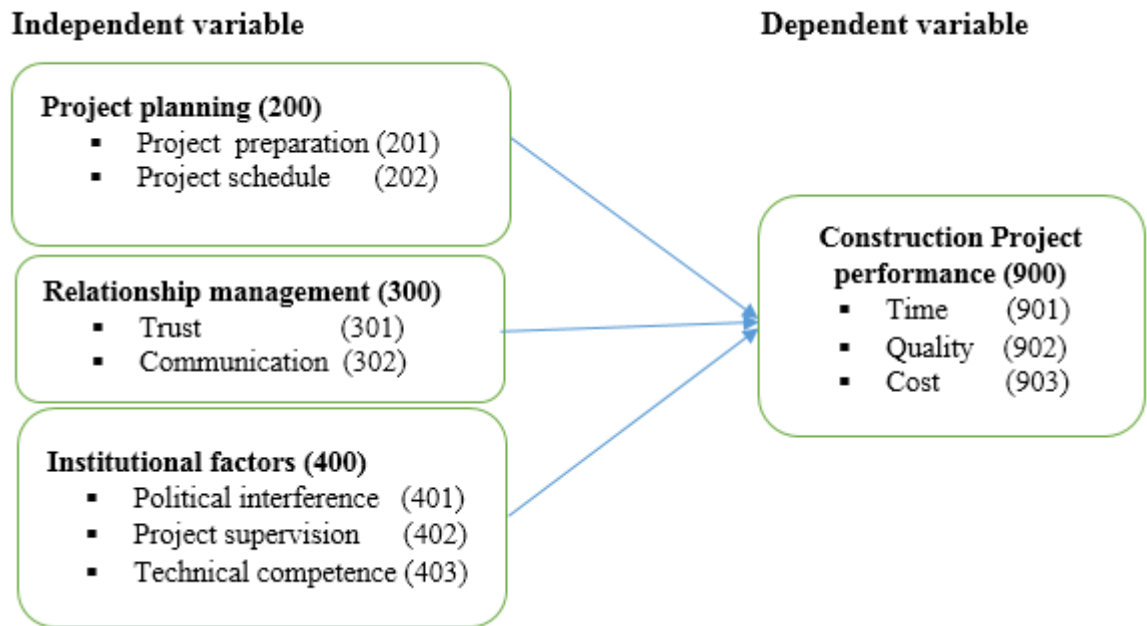 Independent variable
Dependent variable
Project planning (200)
▪ Project preparation (201)
▪ Project schedule (202)
Relationship management (300)
▪ Trust (301)
▪ Communication (302)
Institutional factors (400)
▪ Political interference (401)
▪ Project supervision (402)
▪ Technical competence (403)
Construction Project
performance (900)
▪ Time (901)
▪ Quality (902)
▪ Cost (903)